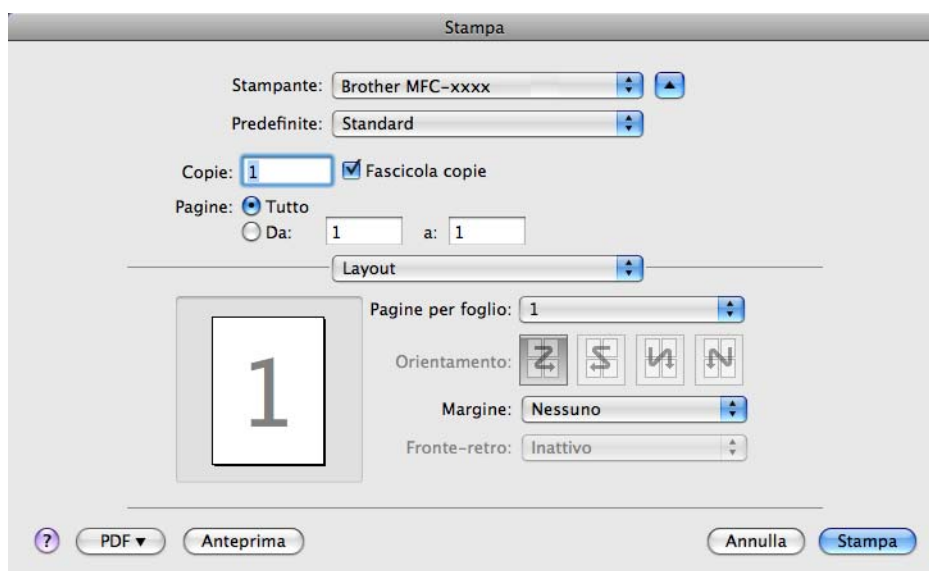 Stampa
Stampante: Brother MFC-xxxx
Predefinite: Standard
Copie: 1 Fascicola copie
Pagine: Tutto
Da: 1 a: 1
Layout
Pagine per foglio: 1
1
Orientamento:
Margine: Nessuno
Fronte-retro: Inattivo
? PDF Anteprima Annulla Stampa